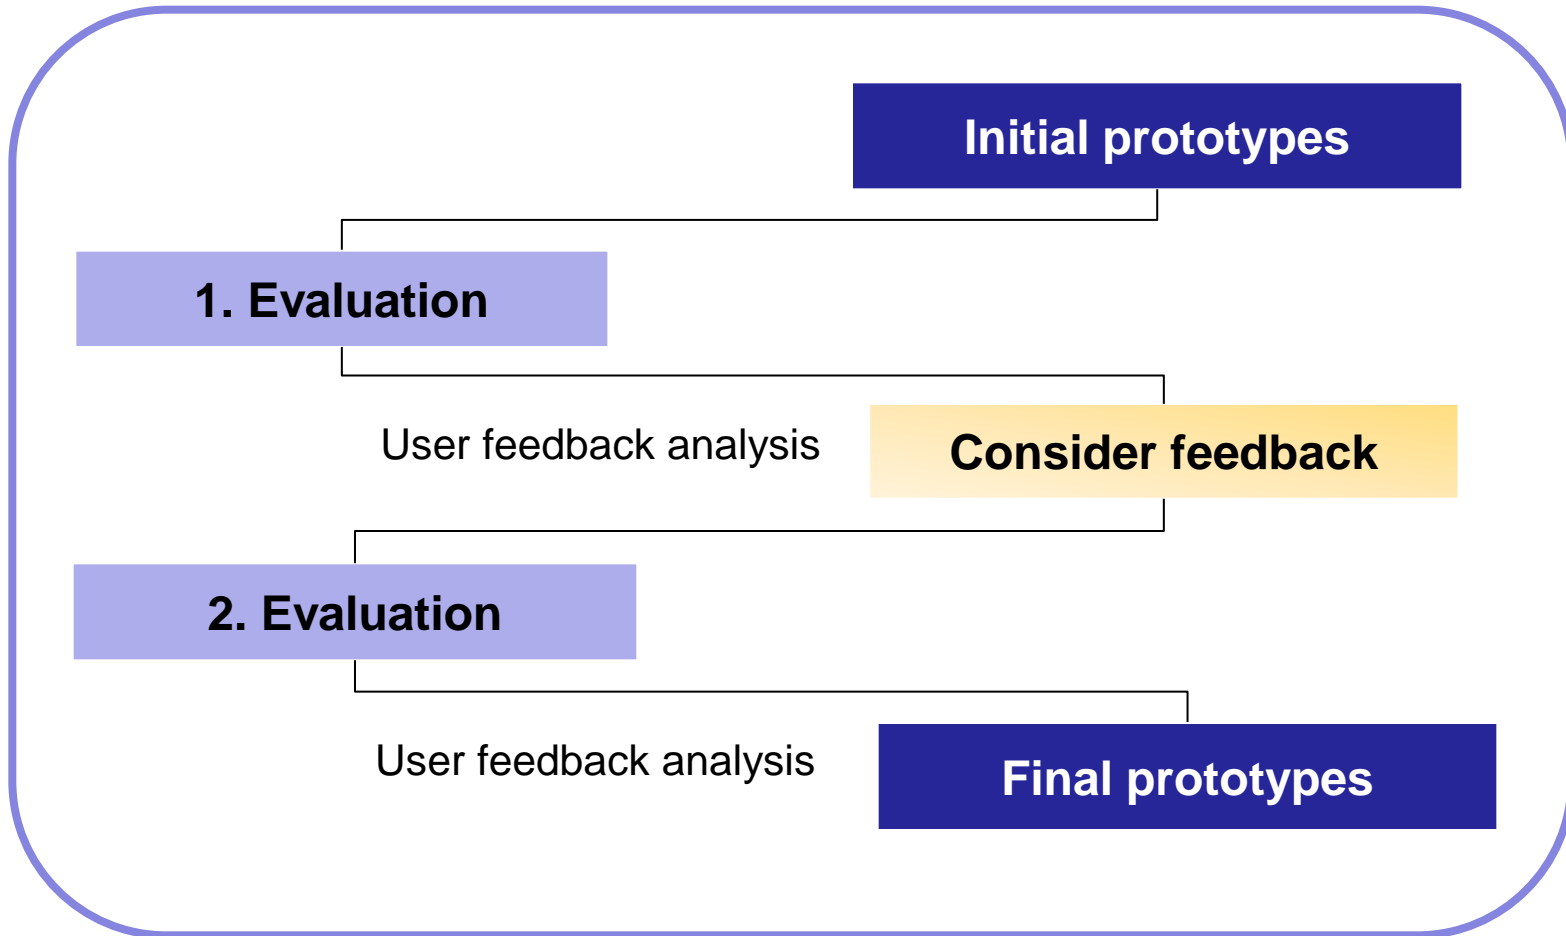 Initial prototypes
1. Evaluation
User feedback analysis
Consider feedback
2. Evaluation
User feedback analysis
Final prototypes